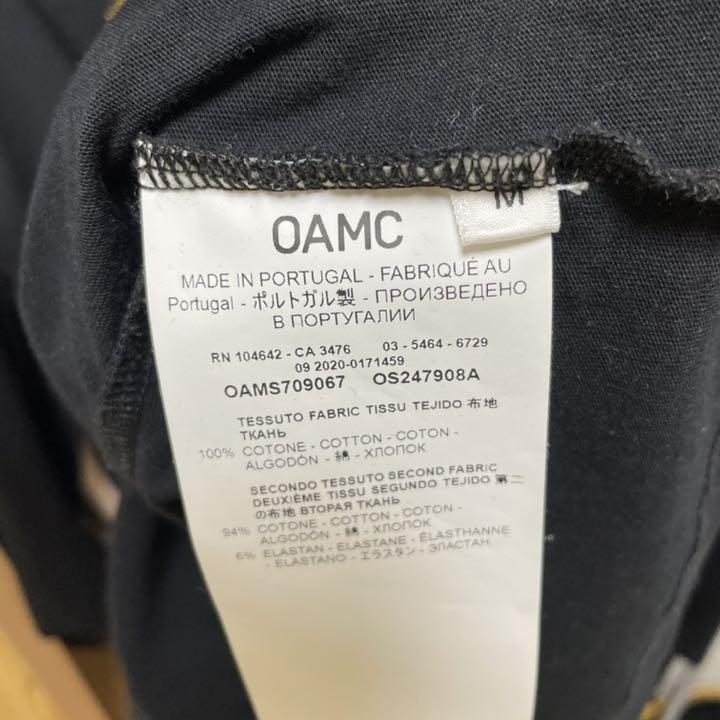 M
OAMC
MADE IN PORTUGAL - FABRIQUÉ AU
Portugal - ポルトガル製 - ПРОИЗВЕДЕНО
В ПОРТУГАЛИИ
RN 104642 - CA 3476 03 - 5464 - 6729
09 2020-0171459
OAMS709067 OS247908A
TESSUTO FABRIC TISSU TEJIDO 布地
ТКАНЬ
100% COTONE - COTTON - COTON -
ALGODÓN - 綿 - ХЛОПОК
SECONDO TESSUTO SECOND FABRIC
DEUXIÈME TISSU SEGUNDO TEJIDO 第二
の布地 ВТОРАЯ ТКАНЬ
94% COTONE - COTTON - COTON -
ALGODÓN - 綿 - ХЛОПОК
6% ELASTAN - ELASTANE - ÉLASTHANNE
- ELASTANO - エラスタン - ЭЛАСТАН